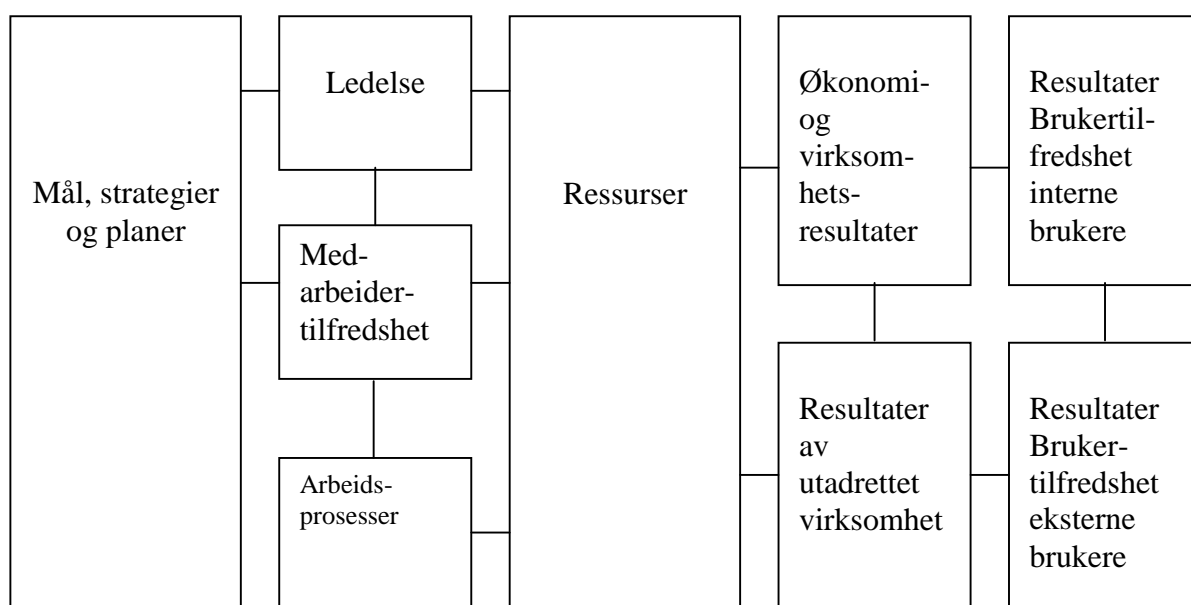 Mål, strategier
og planer
Ledelse
Med-
arbeider-
tilfredshet
Arbeids-
prosesser
Ressurser
Økonomi-
og
virksom-
hets-
resultater
Resultater
av
utadrettet
virksomhet
Resultater
Brukertil-
fredshet
interne
brukere
Resultater
Bruker-
tilfredshet
eksterne
brukere